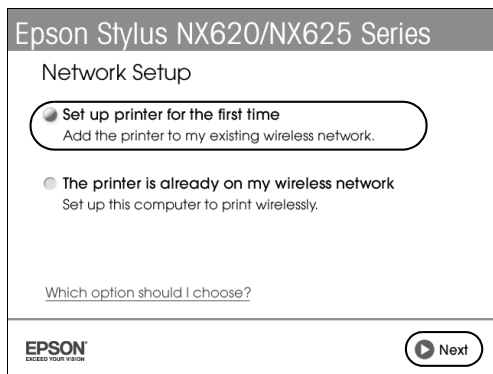 Epson Stylus NX620/NX625 Series
Network Setup
Set up printer for the first time
Add the printer to my existing wireless network.
The printer is already on my wireless network
Set up this computer to print wirelessly.
Which option should I choose?
EPSON
EXCEED YOUR VISION
Next